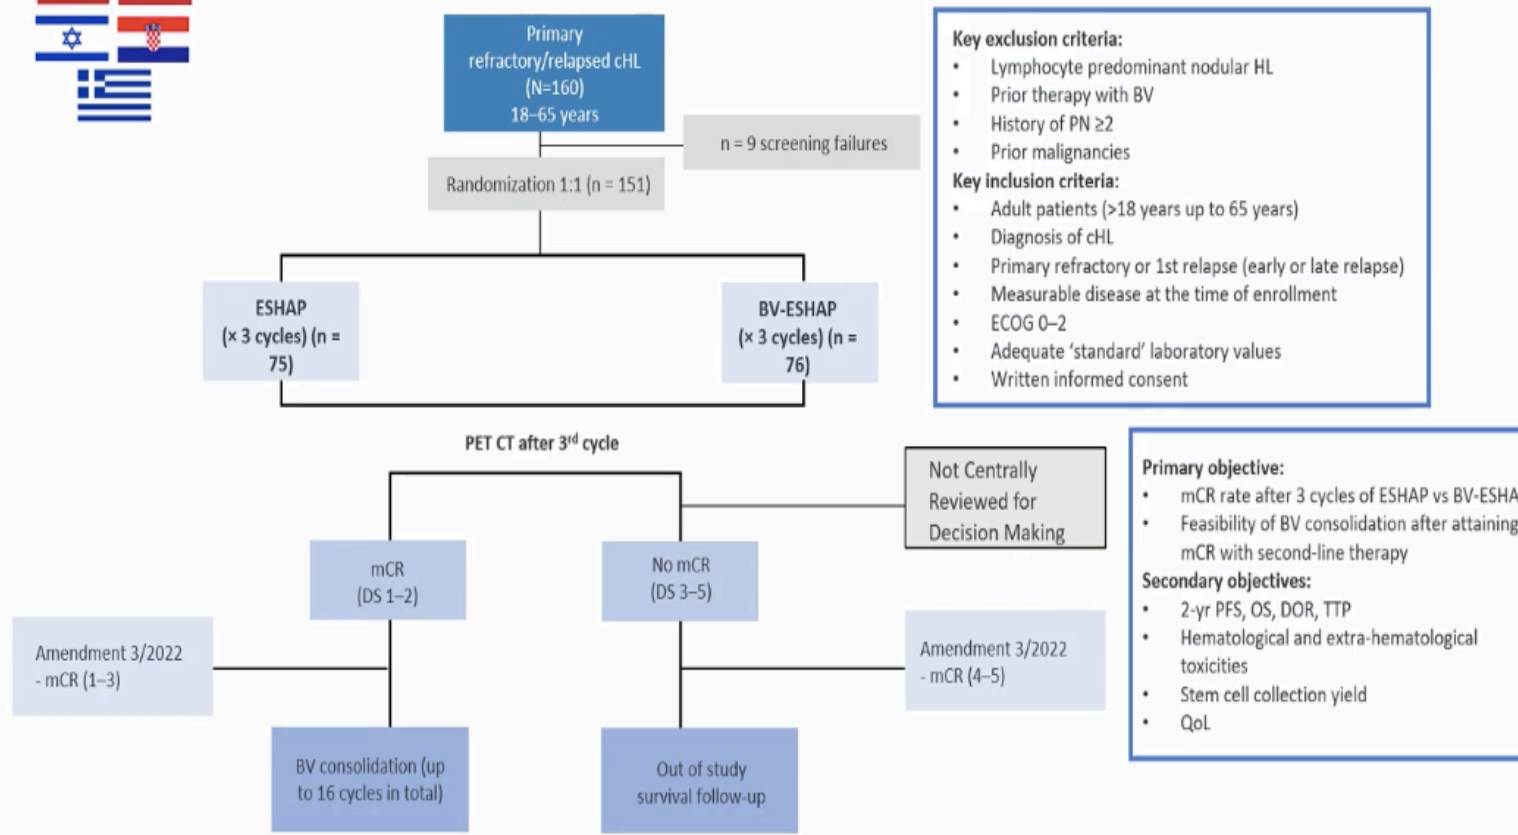 Primary
refractory/relapsed cHL
(N=160)
18–65 years
n = 9 screening failures
Randomization 1:1 (n = 151)
ESHAP
(× 3 cycles) (n =
75)
BV-ESHAP
(× 3 cycles) (n =
76)
PET CT after 3rd cycle
Not Centrally
Reviewed for
Decision Making
mCR
(DS 1–2)
No mCR
(DS 3–5)
Amendment 3/2022
- mCR (1–3)
Amendment 3/2022
- mCR (4–5)
BV consolidation (up
to 16 cycles in total)
Out of study
survival follow-up
Key exclusion criteria:
• Lymphocyte predominant nodular HL
• Prior therapy with BV
• History of PN ≥2
• Prior malignancies
Key inclusion criteria:
• Adult patients (>18 years up to 65 years)
• Diagnosis of cHL
• Primary refractory or 1st relapse (early or late relapse)
• Measurable disease at the time of enrollment
• ECOG 0–2
• Adequate ‘standard’ laboratory values
• Written informed consent
Primary objective:
• mCR rate after 3 cycles of ESHAP vs BV-ESHA
• Feasibility of BV consolidation after attaining
mCR with second-line therapy
Secondary objectives:
• 2-yr PFS, OS, DOR, TTP
• Hematological and extra-hematological
toxicities
• Stem cell collection yield
• QoL